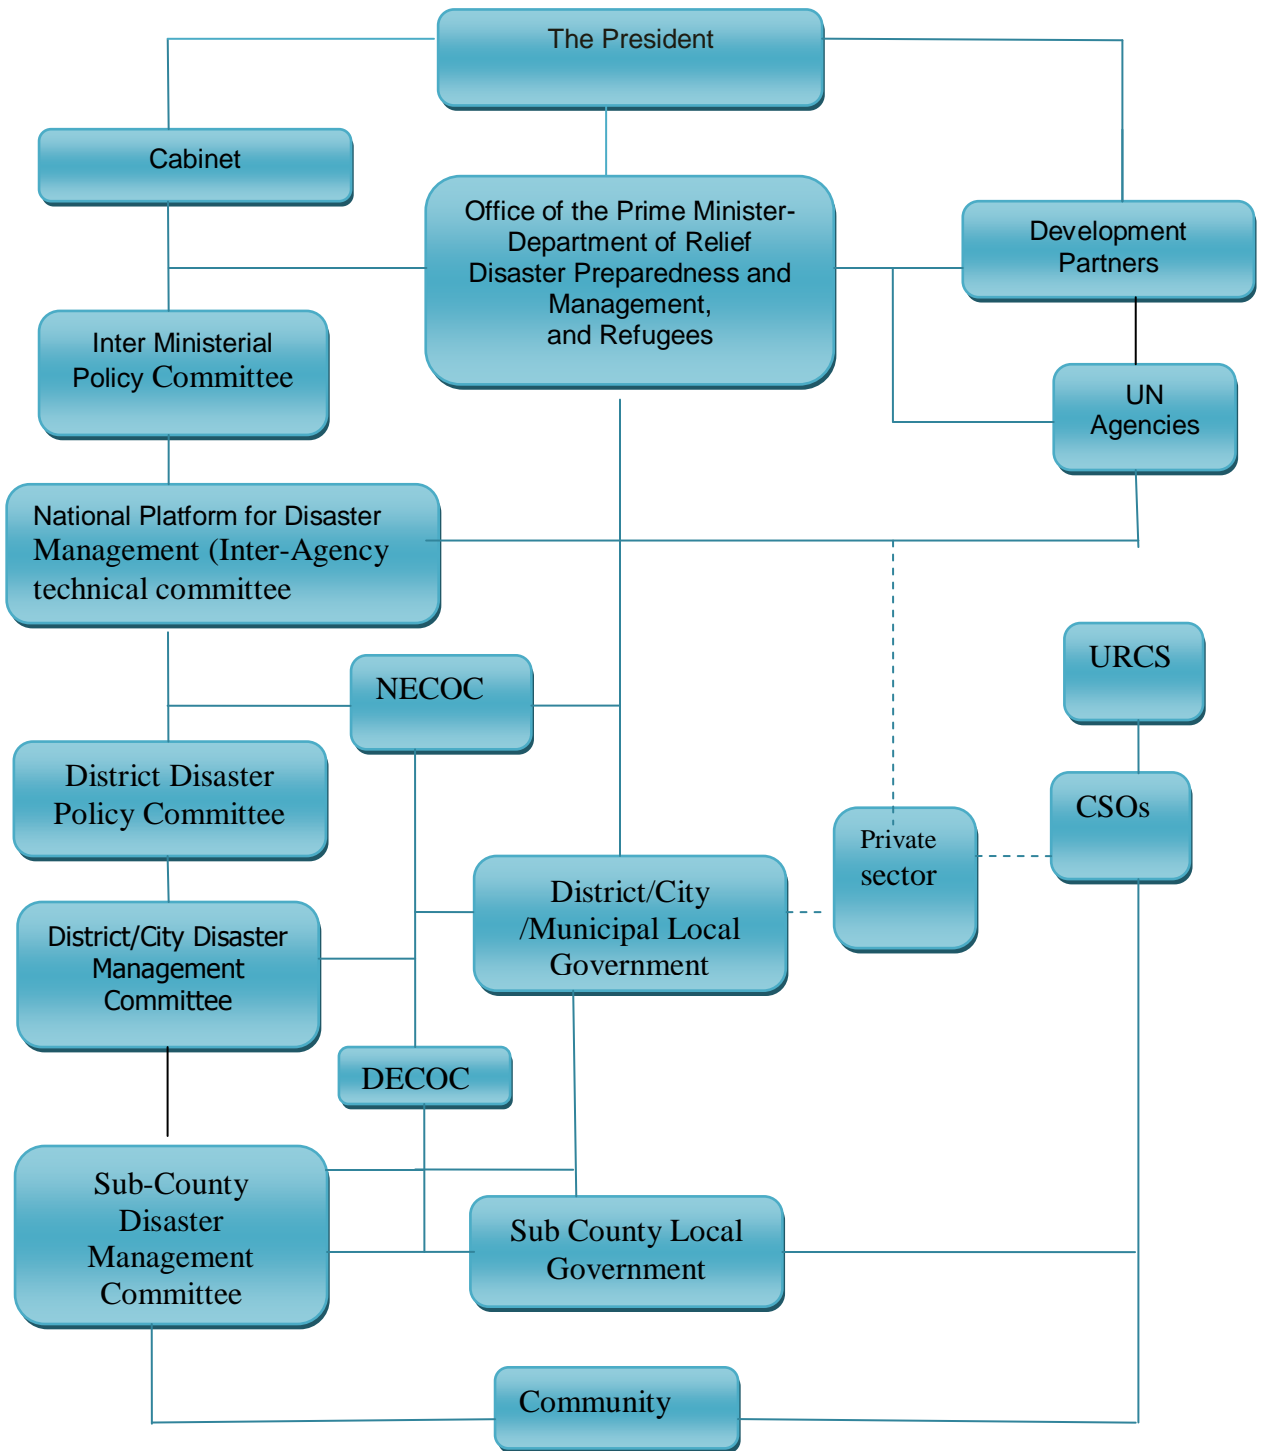 The President
Cabinet
Office of the Prime Minister-
Department of Relief
Disaster Preparedness and
Management,
and Refugees
Development
Partners
Inter Ministerial
Policy Committee
UN
Agencies
National Platform for Disaster
Management (Inter-Agency
technical committee
URCS
NECOC
District Disaster
Policy Committee
CSOs
Private
sector
District/City
/Municipal Local
Government
District/City Disaster
Management
Committee
DECOC
Sub-County
Disaster
Management
Committee
Sub County Local
Government
Community